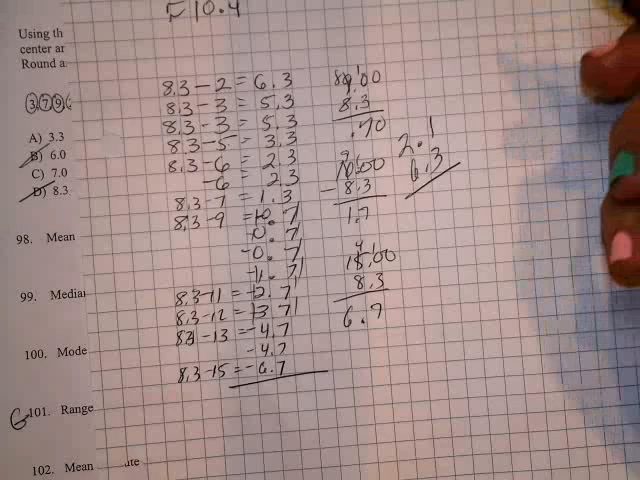 10.4
Using th
center ar
Round a
3 7 9
A) 3.3
B) 6.0
C) 7.0
D) 8.3
98. Mean
99. Media
100. Mode
G 101. Range
102. Mean ute
8.3 - 2 = 6.3
8.3 - 3 = 5.3
8.3 - 3 = 5.3
8.3 - 5 = 3.3
8.3 - 6 = 2.3
- 6 = 2.3
8.3 - 7 = 1.3
8.3 - 9 = -0.7
-0.7
-0.7
-1.7
8.3 - 11 = -2.7
8.3 - 12 = -3.7
8.3 - 13 = -4.7
-4.7
8.3 - 15 = -6.7
8.3
.70
10.00
- 8.3
1.7
15.00
8.3
6.7
2.1
6.3